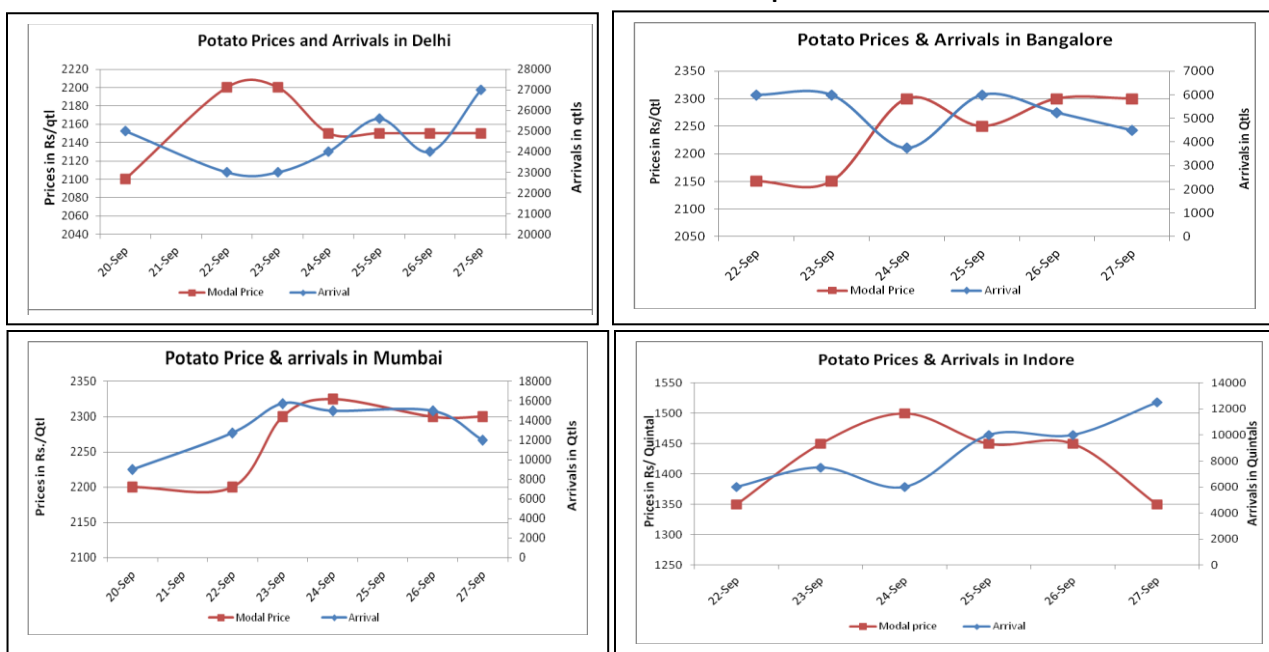 Potato Prices and Arrivals in Delhi
Prices in Rs/qtl
2220
2200
2180
2160
2140
2120
2100
2080
2060
2040
28000
27000
26000
25000
24000
23000
22000
21000
20000
Arrivals in qtls
20-Sep
21-Sep
22-Sep
23-Sep
24-Sep
25-Sep
26-Sep
27-Sep
Modal Price Arrival
Potato Prices & Arrivals in Bangalore
Prices in Rs/Qtl
2350
2300
2250
2200
2150
2100
2050
7000
6000
5000
4000
3000
2000
1000
0
Arrivals in Qtls
22-Sep
23-Sep
24-Sep
25-Sep
26-Sep
27-Sep
Modal Price Arrival
Potato Price & arrivals in Mumbai
Prices in Rs./Qtl
2350
2300
2250
2200
2150
2100
18000
16000
14000
12000
10000
8000
6000
4000
2000
0
Arrivals in Qtls
20-Sep
21-Sep
22-Sep
23-Sep
24-Sep
25-Sep
26-Sep
27-Sep
Modal Price Arrival
Potato Prices & Arrivals in Indore
Prices in Rs/ Quintal
1550
1500
1450
1400
1350
1300
1250
14000
12000
10000
8000
6000
4000
2000
0
Arrivals in Quintals
22-Sep
23-Sep
24-Sep
25-Sep
26-Sep
27-Sep
Modal price Arrival